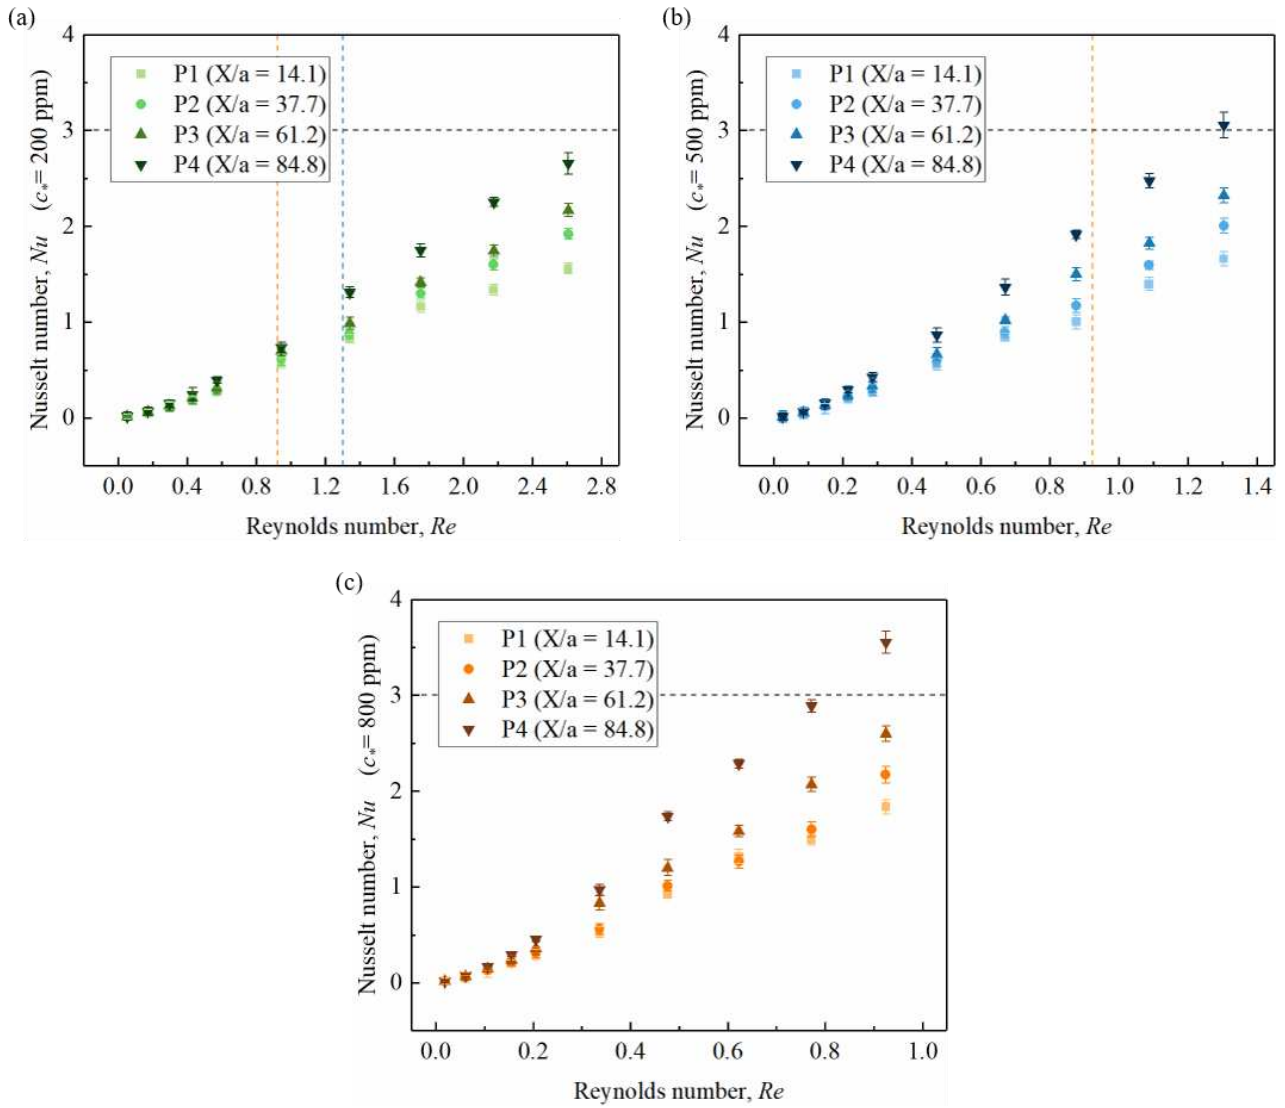 (a)
4
3
2
1
0
Nusselt number, Nu (c*= 200 ppm)
P1 (X/a = 14.1)
P2 (X/a = 37.7)
P3 (X/a = 61.2)
P4 (X/a = 84.8)
0.0 0.4 0.8 1.2 1.6 2.0 2.4 2.8
Reynolds number, Re
(b)
4
3
2
1
0
Nusselt number, Nu (c*= 500 ppm)
P1 (X/a = 14.1)
P2 (X/a = 37.7)
P3 (X/a = 61.2)
P4 (X/a = 84.8)
0.0 0.2 0.4 0.6 0.8 1.0 1.2 1.4
Reynolds number, Re
(c)
4
3
2
1
0
Nusselt number, Nu (c*= 800 ppm)
P1 (X/a = 14.1)
P2 (X/a = 37.7)
P3 (X/a = 61.2)
P4 (X/a = 84.8)
0.0 0.2 0.4 0.6 0.8 1.0
Reynolds number, Re